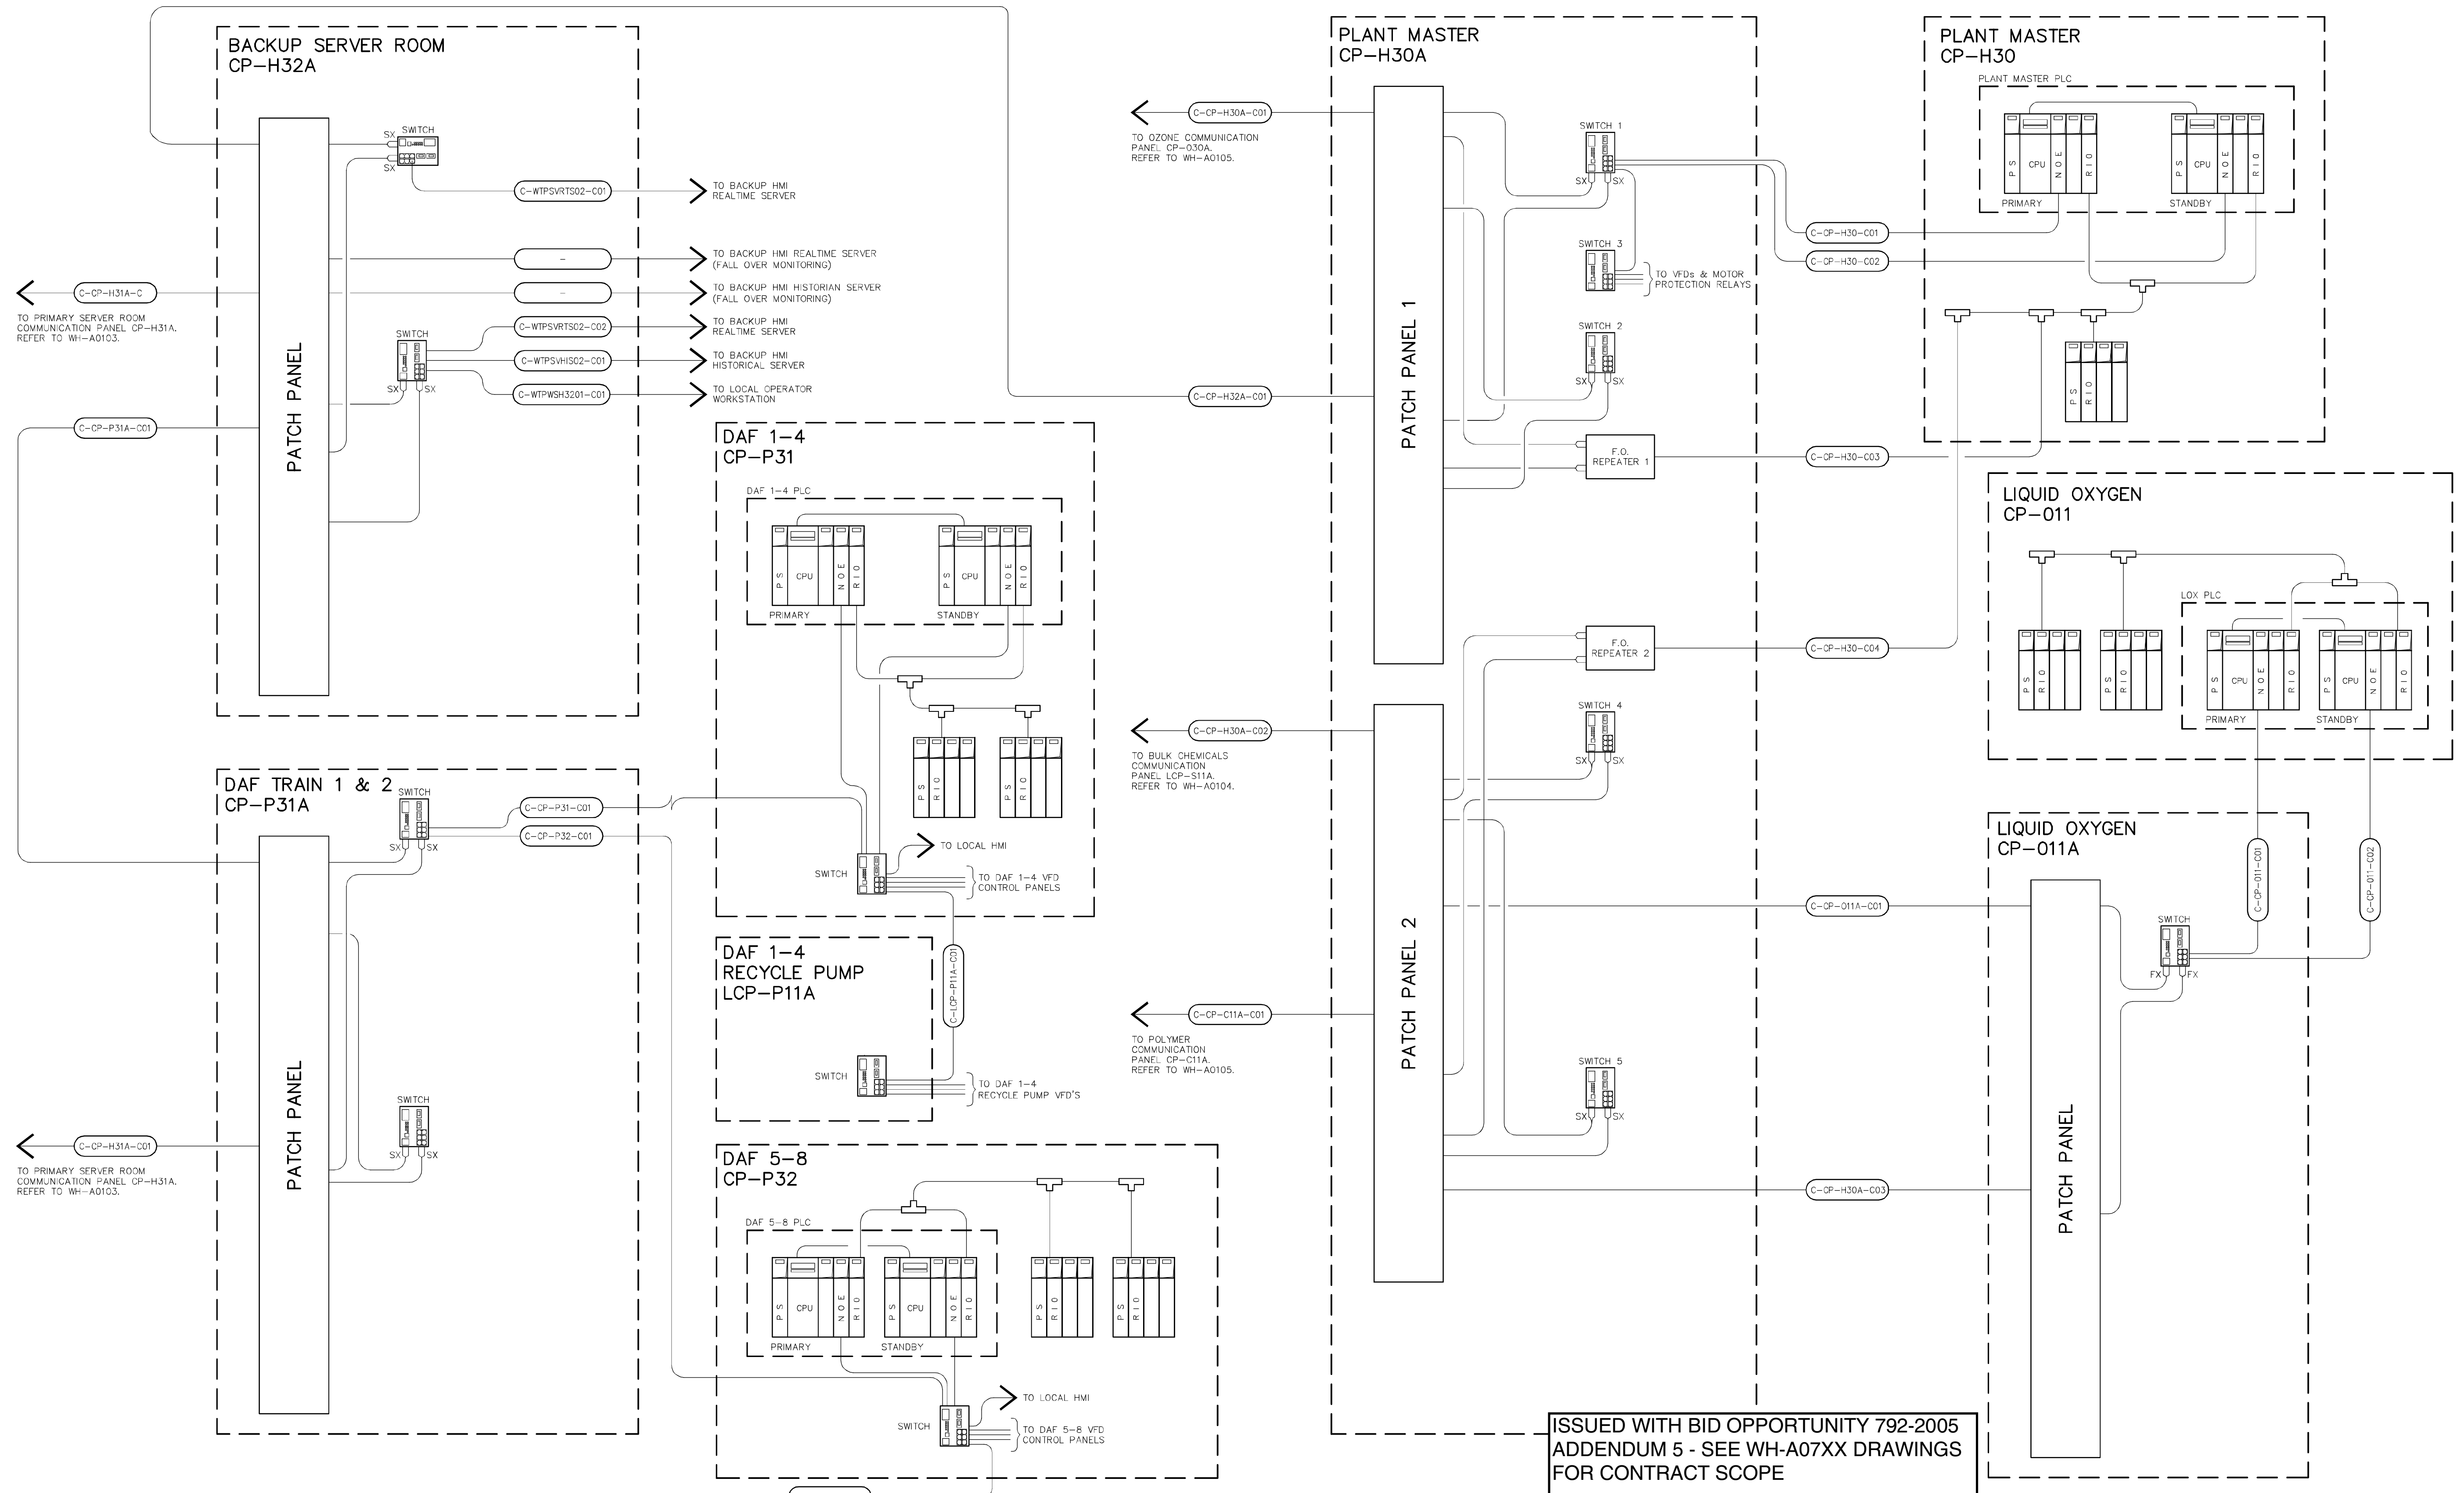 BACKUP SERVER ROOM
CP-H32A
PATCH PANEL
SWITCH
SX
SX
C-WTPSVRTS02-C01
TO BACKUP HMI
REALTIME SERVER
-
TO BACKUP HMI REALTIME SERVER
(FALL OVER MONITORING)
C-CP-H31A-C
TO PRIMARY SERVER ROOM
COMMUNICATION PANEL CP-H31A.
REFER TO WH-A0103.
-
TO BACKUP HMI HISTORIAN SERVER
(FALL OVER MONITORING)
SWITCH
SX
SX
C-WTPSVRTS02-C02
TO BACKUP HMI
REALTIME SERVER
C-WTPSVHIS02-C01
TO BACKUP HMI
HISTORICAL SERVER
C-WTPWSH3201-C01
TO LOCAL OPERATOR
WORKSTATION
C-CP-P31A-C01
DAF TRAIN 1 & 2
CP-P31A
PATCH PANEL
SWITCH
SX
SX
C-CP-P31-C01
C-CP-P32-C01
SWITCH
SX
SX
C-CP-H31A-C01
TO PRIMARY SERVER ROOM
COMMUNICATION PANEL CP-H31A.
REFER TO WH-A0103.
DAF 1-4
CP-P31
DAF 1-4 PLC
PS
CPU
NOE
RIO
PRIMARY
PS
CPU
NOE
RIO
STANDBY
PS
RIO
PS
RIO
TO LOCAL HMI
SWITCH
TO DAF 1-4 VFD
CONTROL PANELS
C-LCP-P11A-C01
DAF 1-4
RECYCLE PUMP
LCP-P11A
SWITCH
TO DAF 1-4
RECYCLE PUMP VFD'S
DAF 5-8
CP-P32
DAF 5-8 PLC
PS
CPU
NOE
RIO
PRIMARY
PS
CPU
NOE
RIO
STANDBY
PS
RIO
PS
RIO
TO LOCAL HMI
SWITCH
TO DAF 5-8 VFD
CONTROL PANELS
PLANT MASTER
CP-H30A
C-CP-H30A-C01
TO OZONE COMMUNICATION
PANEL CP-O30A.
REFER TO WH-A0105.
C-CP-H32A-C01
PATCH PANEL 1
SWITCH 1
SX
SX
SWITCH 3
TO VFDs & MOTOR
PROTECTION RELAYS
SWITCH 2
SX
SX
F.O.
REPEATER 1
F.O.
REPEATER 2
C-CP-H30-C01
C-CP-H30-C02
C-CP-H30-C03
C-CP-H30-C04
C-CP-H30A-C02
TO BULK CHEMICALS
COMMUNICATION
PANEL LCP-S11A.
REFER TO WH-A0104.
PATCH PANEL 2
SWITCH 4
SX
SX
C-CP-C11A-C01
TO POLYMER
COMMUNICATION
PANEL CP-C11A.
REFER TO WH-A0105.
SWITCH 5
SX
SX
C-CP-O11A-C01
C-CP-H30A-C03
PLANT MASTER
CP-H30
PLANT MASTER PLC
PS
CPU
NOE
RIO
PRIMARY
PS
CPU
NOE
RIO
STANDBY
PS
RIO
LIQUID OXYGEN
CP-O11
LOX PLC
PS
RIO
PS
RIO
PS
CPU
NOE
RIO
PRIMARY
PS
CPU
NOE
RIO
STANDBY
LIQUID OXYGEN
CP-O11A
C-CP-O11-C01
C-CP-O11-C02
PATCH PANEL
SWITCH
FX
FX
ISSUED WITH BID OPPORTUNITY 792-2005
ADDENDUM 5 - SEE WH-A07XX DRAWINGS
FOR CONTRACT SCOPE